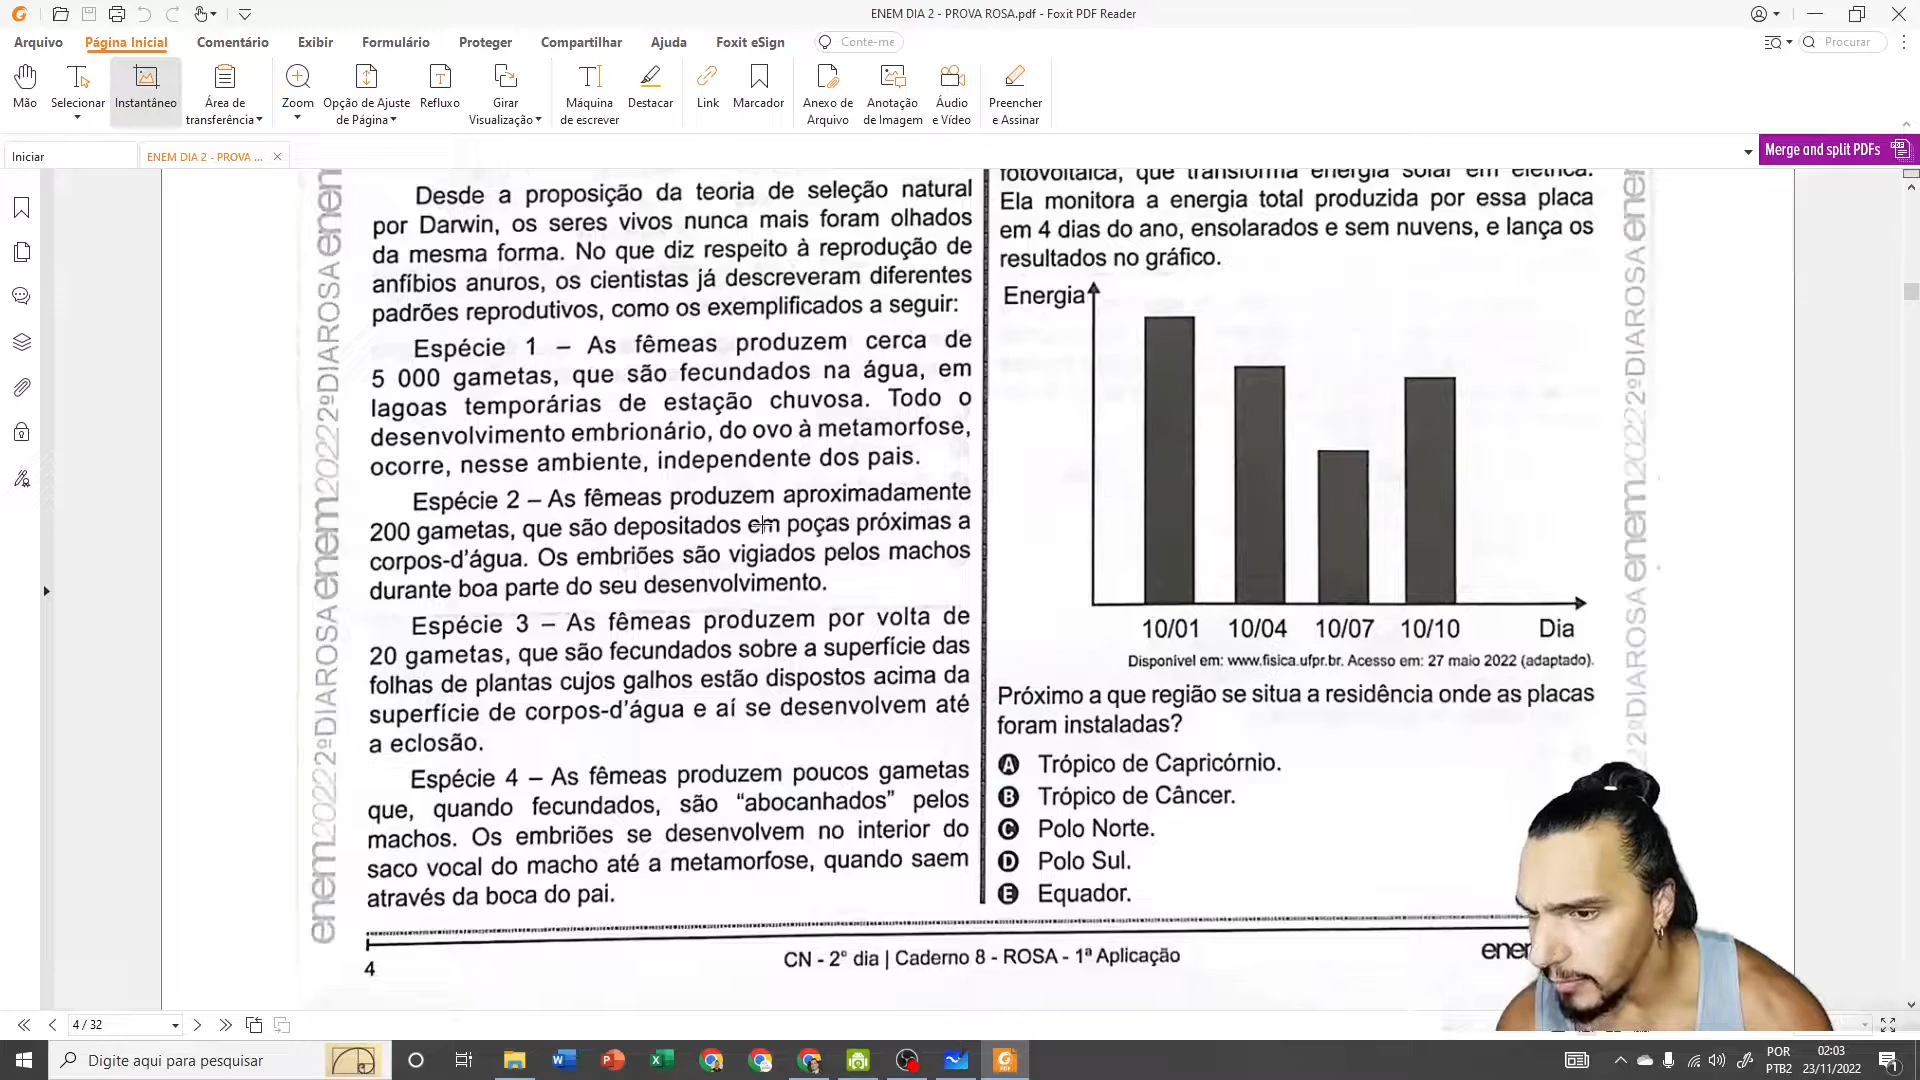 ENEM DIA 2 - PROVA ROSA.pdf - Foxit PDF Reader
Arquivo
Página Inicial
Comentário
Exibir
Formulário
Proteger
Compartilhar
Ajuda
Foxit eSign
Conte-me
Procurar
Mão
Selecionar
Instantâneo
Área de
transferência
Zoom
Opção de Ajuste
de Página
Refluxo
Girar
Visualização
Máquina
de escrever
Destacar
Link
Marcador
Anexo de
Arquivo
Anotação
de Imagem
Áudio
e Vídeo
Preencher
e Assinar
Iniciar
ENEM DIA 2 - PROVA ...
Merge and split PDFs
enem20222ºDIAROSAenem20222ºDIAROSAenem
Desde a proposição da teoria de seleção natural
por Darwin, os seres vivos nunca mais foram olhados
da mesma forma. No que diz respeito à reprodução de
anfíbios anuros, os cientistas já descreveram diferentes
padrões reprodutivos, como os exemplificados a seguir:
Espécie 1 – As fêmeas produzem cerca de
5 000 gametas, que são fecundados na água, em
lagoas temporárias de estação chuvosa. Todo o
desenvolvimento embrionário, do ovo à metamorfose,
ocorre, nesse ambiente, independente dos pais.
Espécie 2 – As fêmeas produzem aproximadamente
200 gametas, que são depositados em poças próximas a
corpos-d’água. Os embriões são vigiados pelos machos
durante boa parte do seu desenvolvimento.
Espécie 3 – As fêmeas produzem por volta de
20 gametas, que são fecundados sobre a superfície das
folhas de plantas cujos galhos estão dispostos acima da
superfície de corpos-d’água e aí se desenvolvem até
a eclosão.
Espécie 4 – As fêmeas produzem poucos gametas
que, quando fecundados, são “abocanhados” pelos
machos. Os embriões se desenvolvem no interior do
saco vocal do macho até a metamorfose, quando saem
através da boca do pai.
fotovoltaica, que transforma energia solar em elétrica.
Ela monitora a energia total produzida por essa placa
em 4 dias do ano, ensolarados e sem nuvens, e lança os
resultados no gráfico.
Energia
10/01 10/04 10/07 10/10 Dia
Disponível em: www.fisica.ufpr.br. Acesso em: 27 maio 2022 (adaptado).
Próximo a que região se situa a residência onde as placas
foram instaladas?
A Trópico de Capricórnio.
B Trópico de Câncer.
C Polo Norte.
D Polo Sul.
E Equador.
2ºDIAROSAenem20222ºDIAROSAenem
4
CN - 2° dia | Caderno 8 - ROSA - 1ª Aplicação
4 / 32
Digite aqui para pesquisar
POR
PTB2
02:03
23/11/2022
1